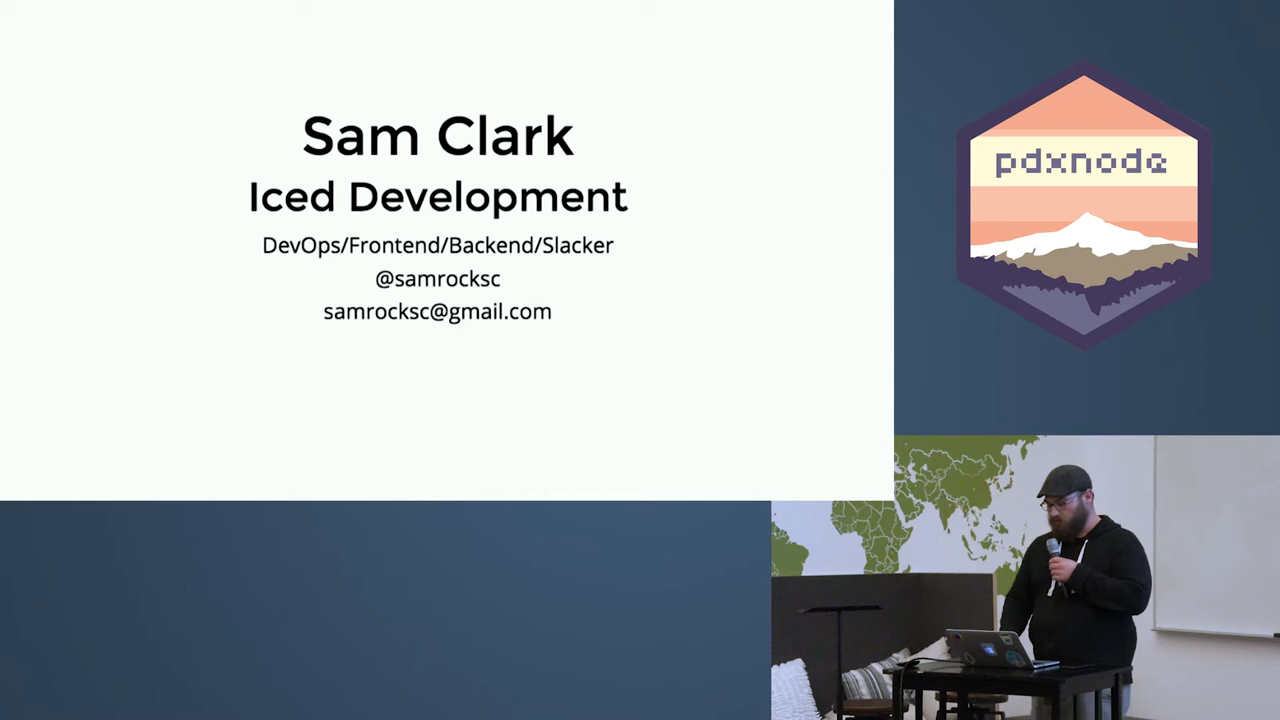 Sam Clark
Iced Development
DevOps/Frontend/Backend/Slacker
@samrocksc
samrocksc@gmail.com
pdxnode